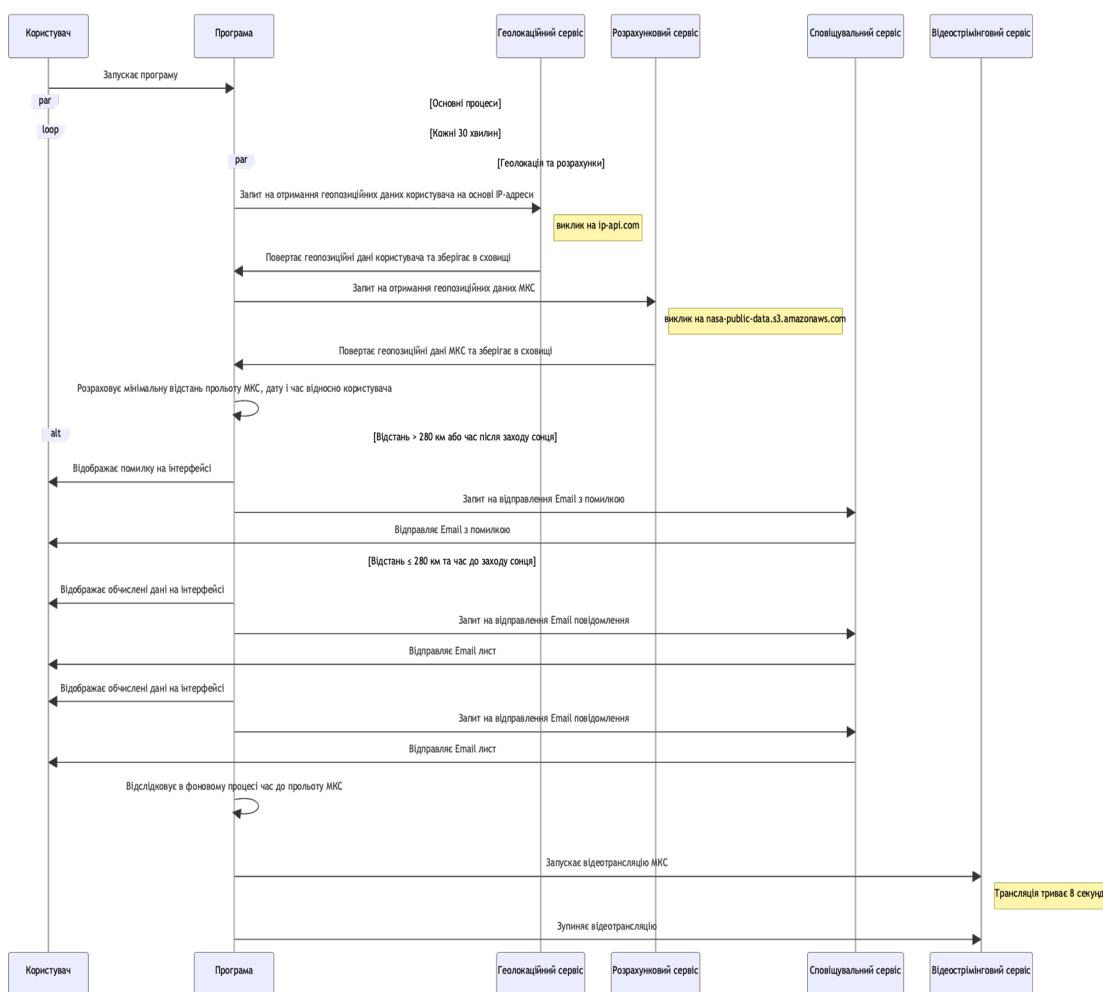 Користувач
Програма
Геолокаційний сервіс
Розрахунковий сервіс
Сповіщувальний сервіс
Відеострімінговий сервіс
Запускає програму
par
[Основні процеси]
loop
[Кожні 30 хвилин]
par
[Геолокація та розрахунки]
Запит на отримання геопозиційних даних користувача на основі IP-адреси
виклик на ip-api.com
Повертає геопозиційні дані користувача та зберігає в сховищі
Запит на отримання геопозиційних даних МКС
виклик на nasa-public-data.s3.amazonaws.com
Повертає геопозиційні дані МКС та зберігає в сховищі
Розраховує мінімальну відстань прольоту МКС, дату і час відносно користувача
alt
[Відстань > 280 км або час після заходу сонця]
Відображає помилку на інтерфейсі
Запит на відправлення Email з помилкою
Відправляє Email з помилкою
[Відстань ≤ 280 км та час до заходу сонця]
Відображає обчислені дані на інтерфейсі
Запит на відправлення Email повідомлення
Відправляє Email лист
Відображає обчислені дані на інтерфейсі
Запит на відправлення Email повідомлення
Відправляє Email лист
Відслідковує в фоновому процесі час до прольоту МКС
Запускає відеотрансляцію МКС
Трансляція триває 8 секунд
Зупиняє відеотрансляцію
Користувач
Програма
Геолокаційний сервіс
Розрахунковий сервіс
Сповіщувальний сервіс
Відеострімінговий сервіс